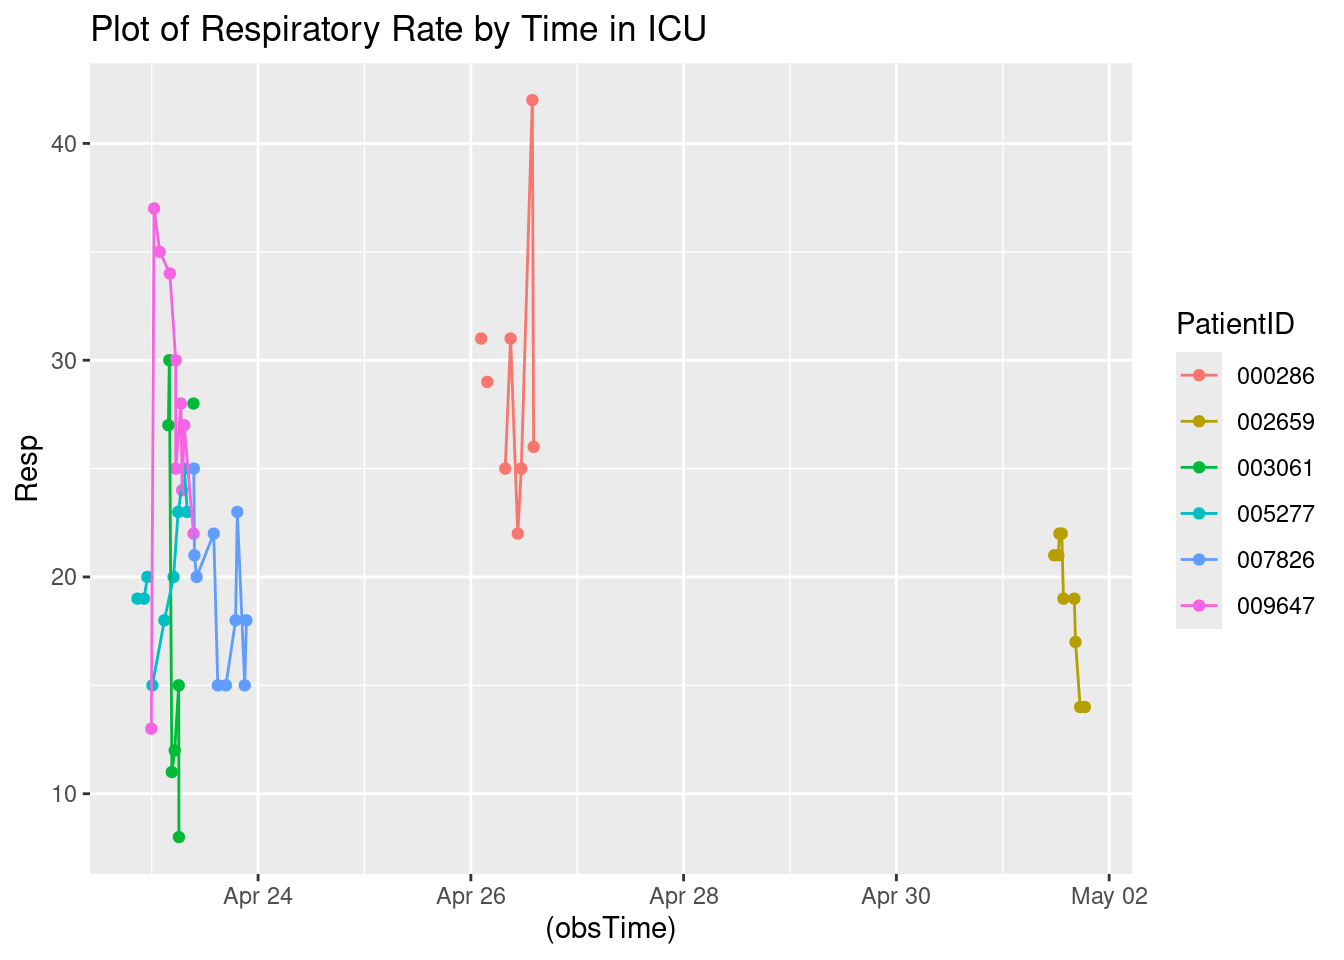 Plot of Respiratory Rate by Time in ICU
40
30
20
10
Resp
Apr 24
Apr 26
Apr 28
Apr 30
May 02
(obsTime)
PatientID
000286
002659
003061
005277
007826
009647